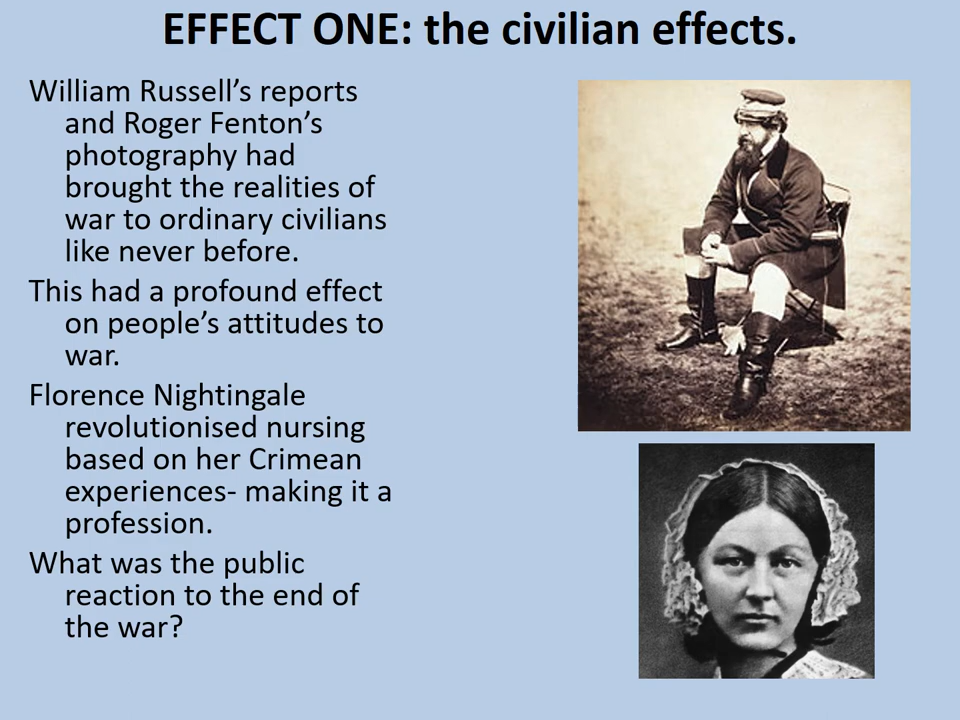 EFFECT ONE: the civilian effects.
William Russell’s reports
and Roger Fenton’s
photography had
brought the realities of
war to ordinary civilians
like never before.
This had a profound effect
on people’s attitudes to
war.
Florence Nightingale
revolutionised nursing
based on her Crimean
experiences- making it a
profession.
What was the public
reaction to the end of
the war?